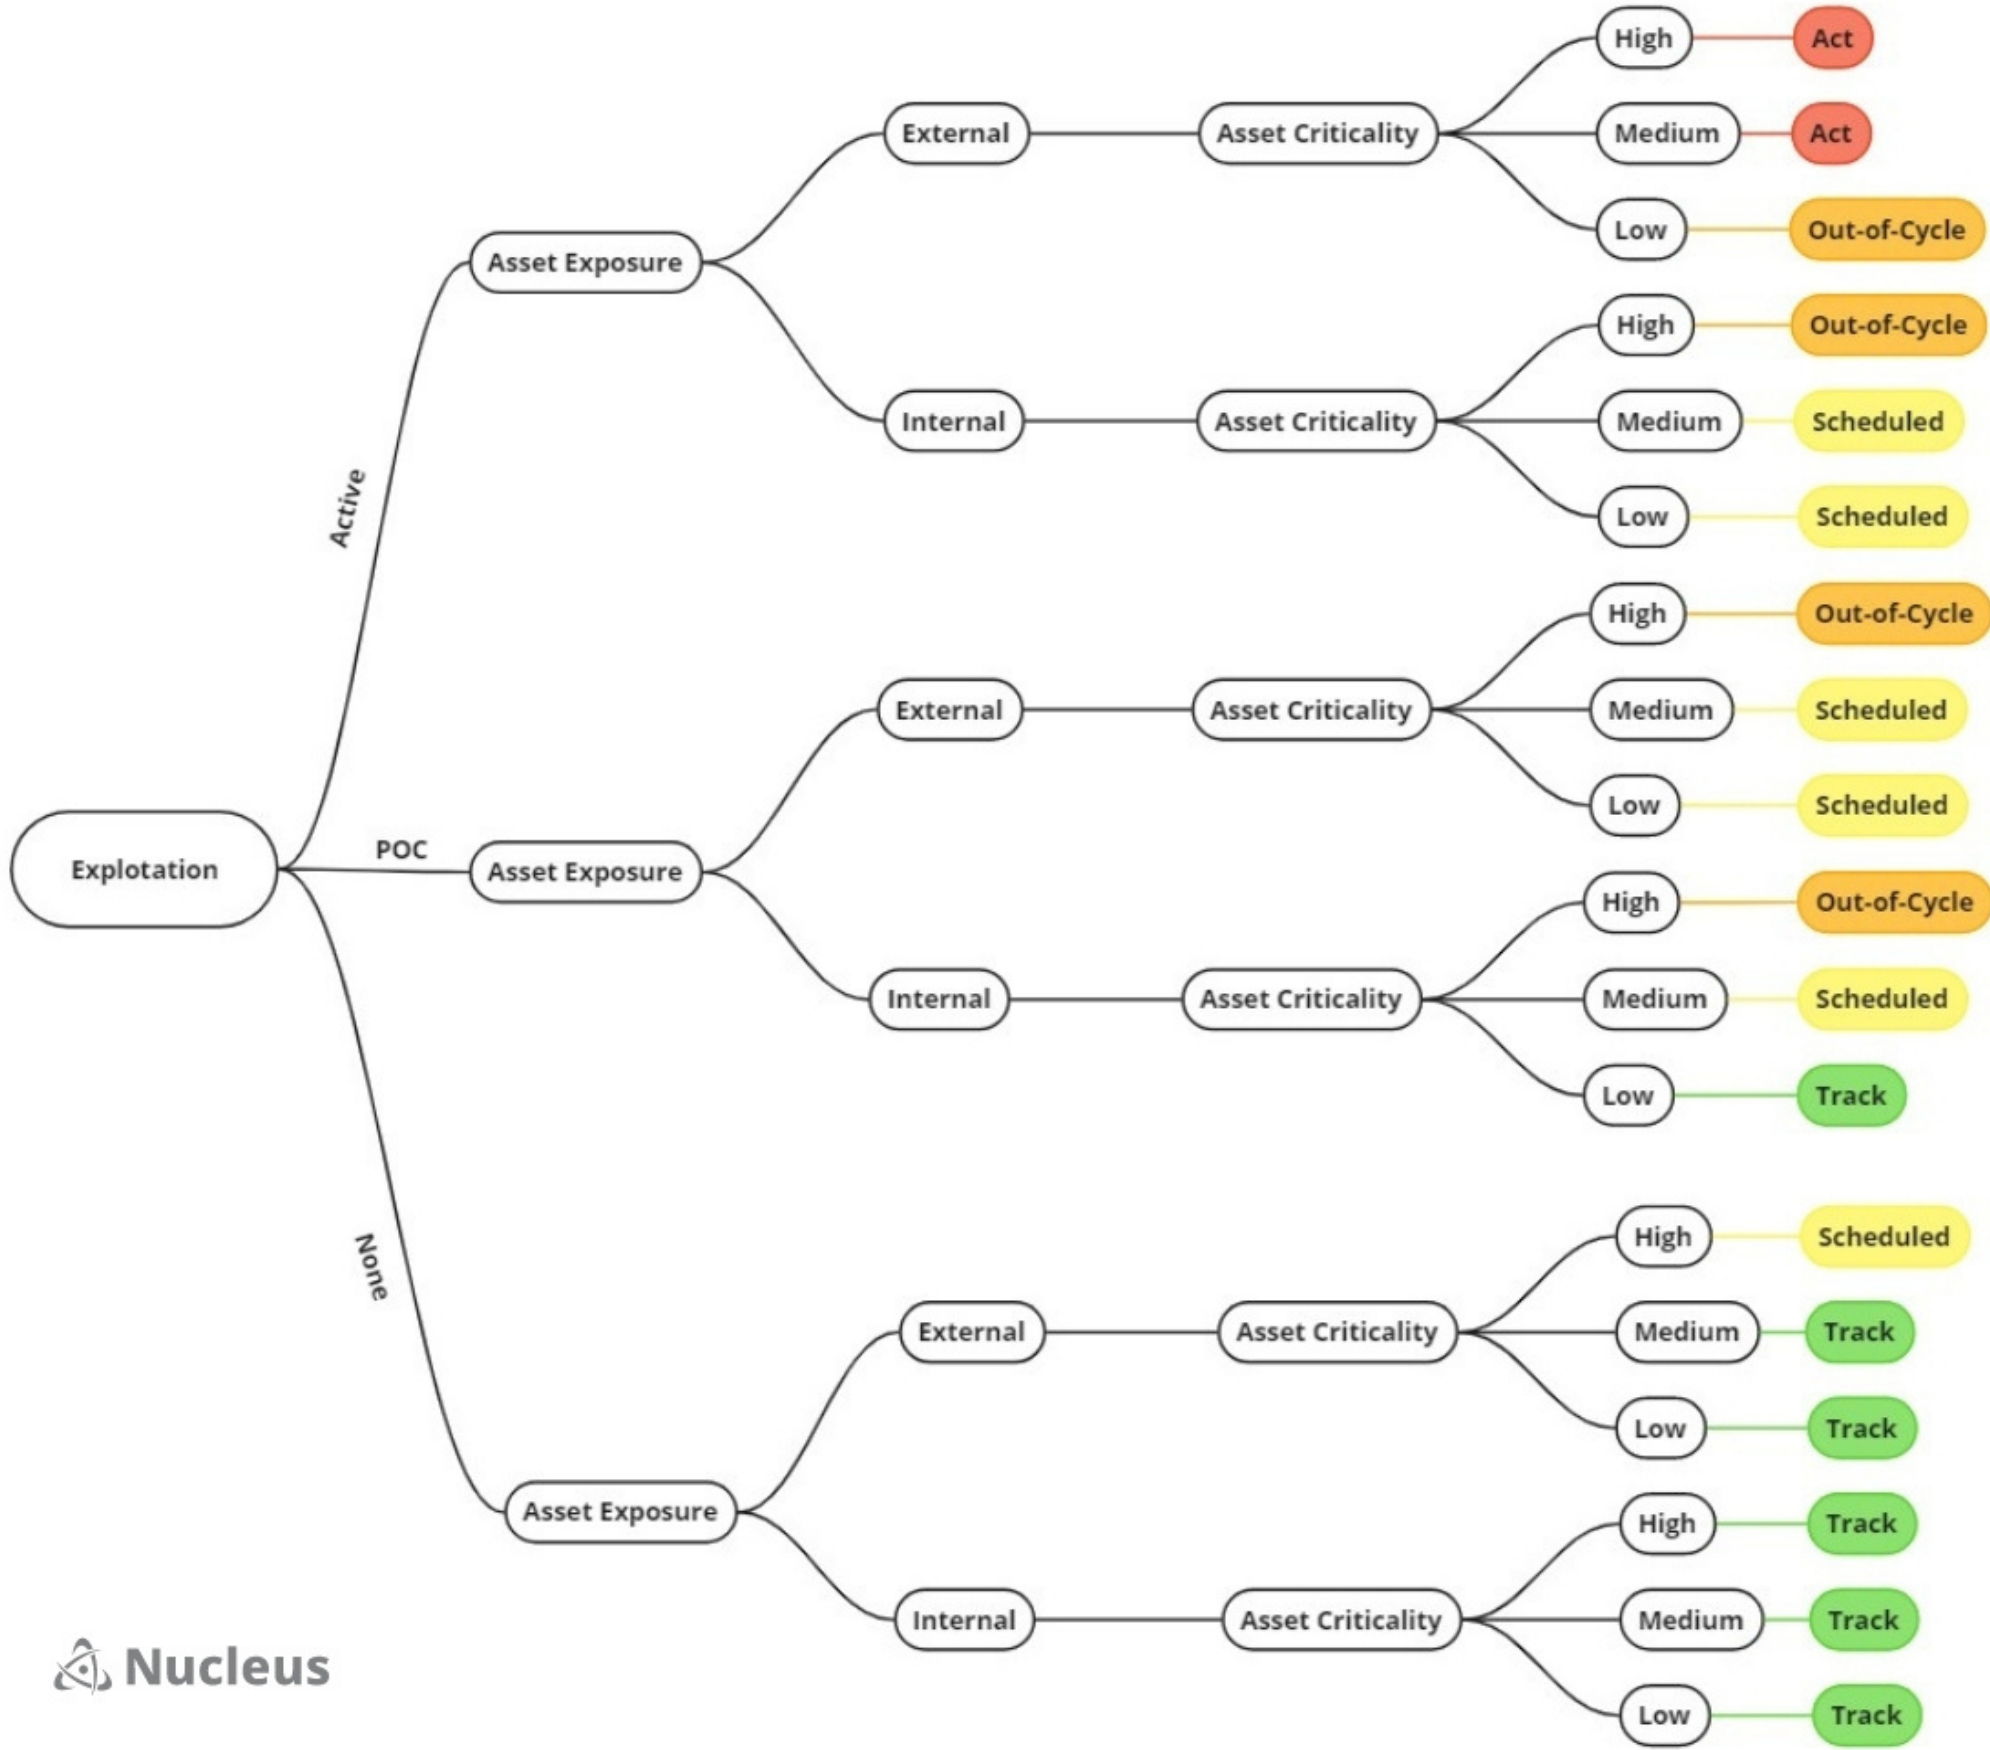 High
Act
External
Asset Criticality
Medium
Act
Low
Out-of-Cycle
Asset Exposure
High
Out-of-Cycle
Internal
Asset Criticality
Medium
Scheduled
Low
Scheduled
Active
High
Out-of-Cycle
External
Asset Criticality
Medium
Scheduled
Low
Scheduled
Explotation
POC
Asset Exposure
High
Out-of-Cycle
Internal
Asset Criticality
Medium
Scheduled
Low
Track
None
High
Scheduled
External
Asset Criticality
Medium
Track
Low
Track
Asset Exposure
High
Track
Internal
Asset Criticality
Medium
Track
Low
Track
Nucleus